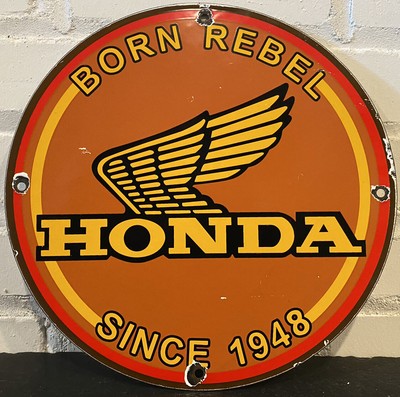 BORN REBEL
HONDA
SINCE 1948